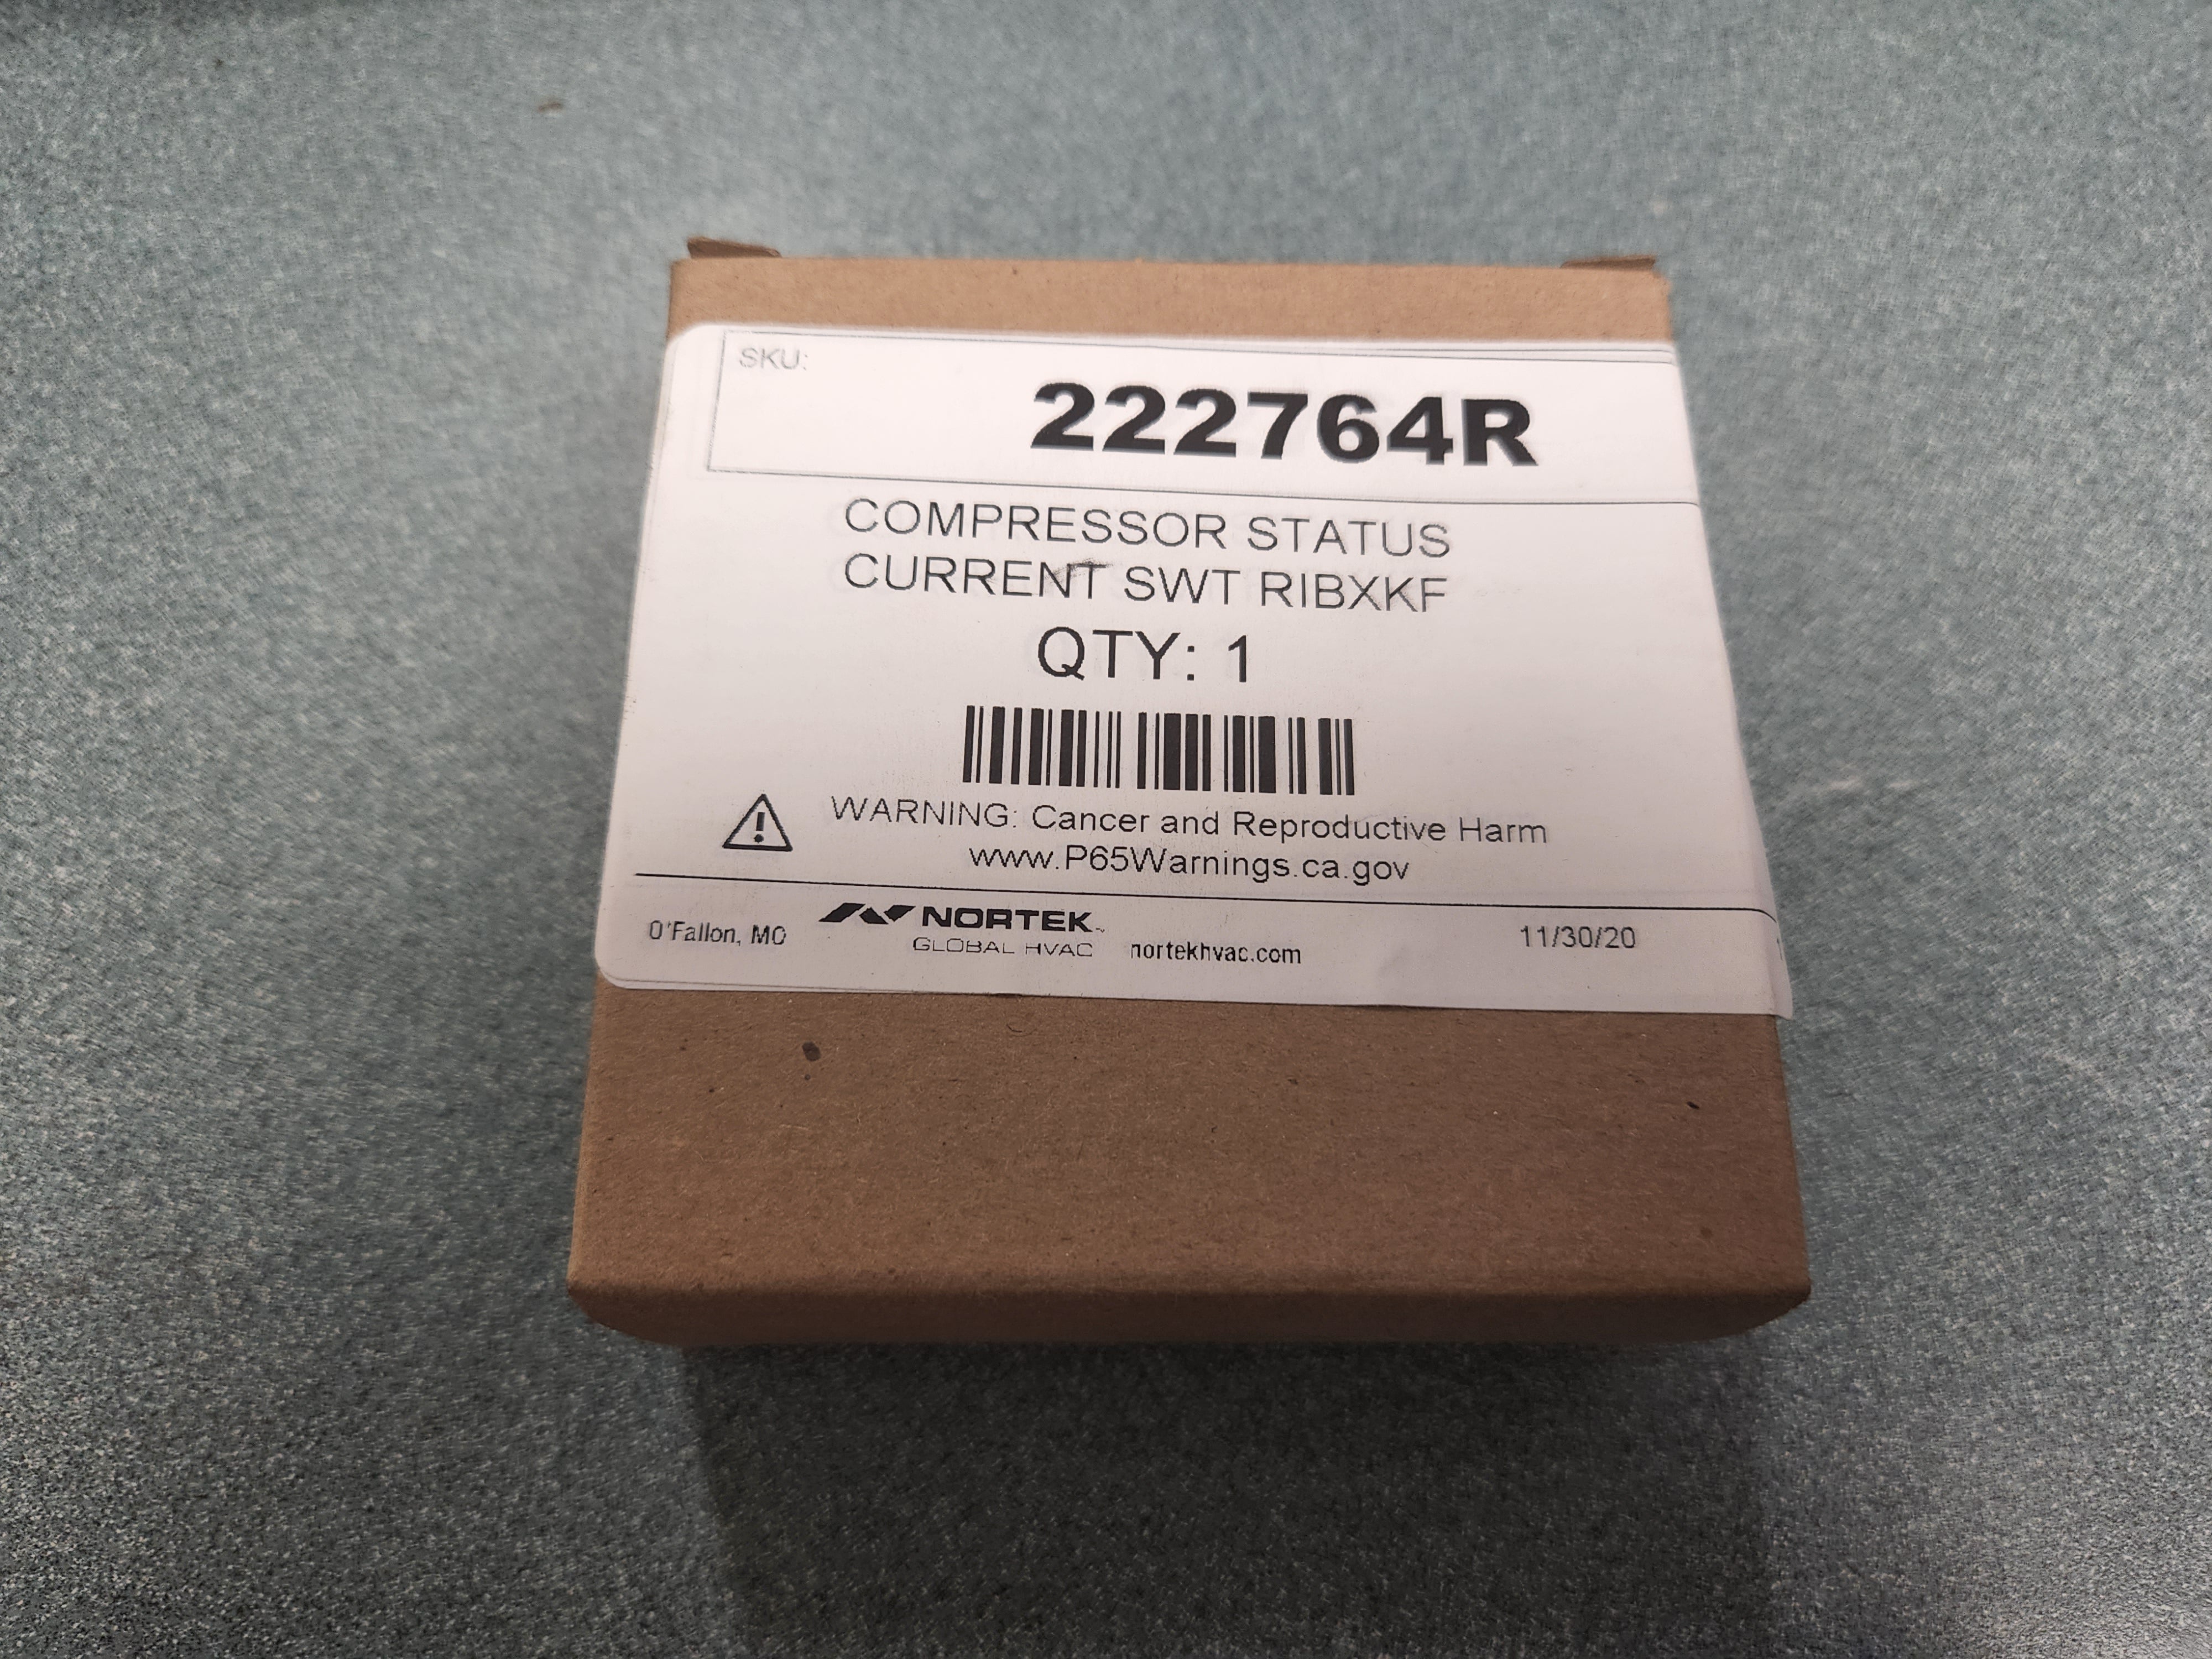 SKU:
222764R
COMPRESSOR STATUS
CURRENT SWT RIBXKF
QTY: 1
WARNING: Cancer and Reproductive Harm
www.P65Warnings.ca.gov
O'Fallon, MO NORTEK™ 11/30/20
GLOBAL HVAC nortekhvac.com